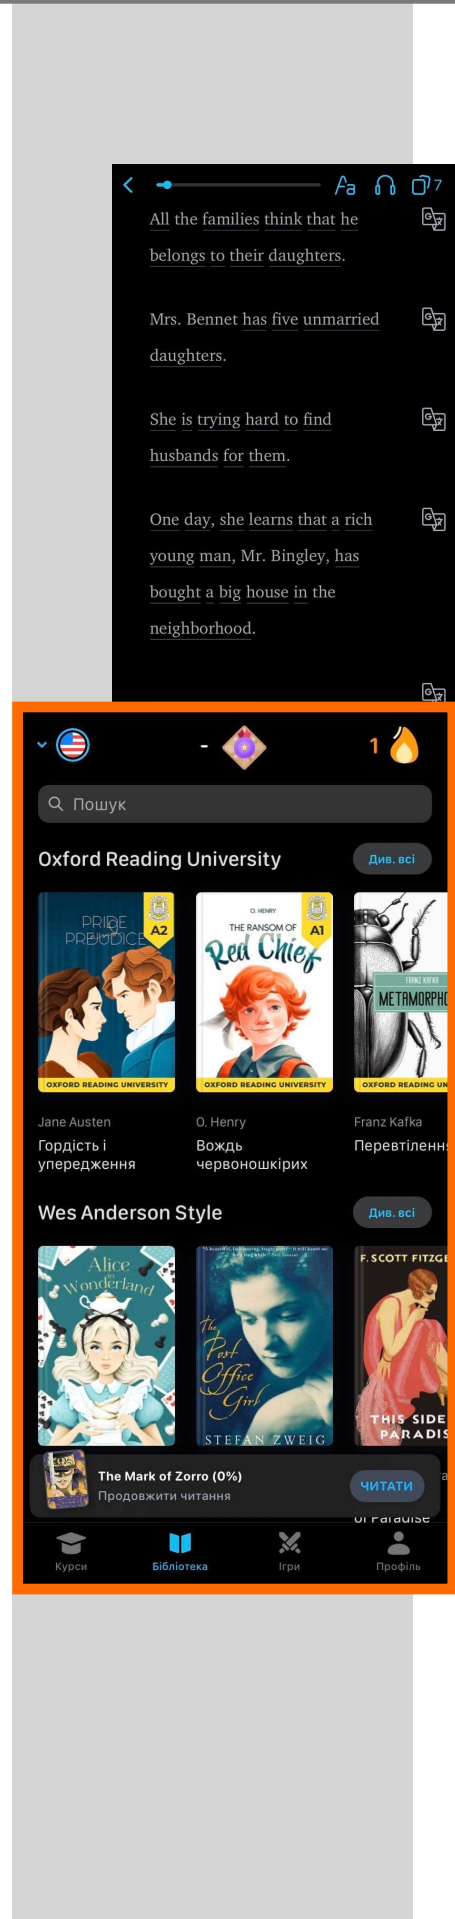 7
All the families think that he
belongs to their daughters.
Mrs. Bennet has five unmarried
daughters.
She is trying hard to find
husbands for them.
One day, she learns that a rich
young man, Mr. Bingley, has
bought a big house in the
neighborhood.
- 1
Пошук
Oxford Reading University Див. всі
PRIDE
and
PREJUDICE
A2
OXFORD READING UNIVERSITY
O. HENRY
THE RANSOM OF
Red Chief
A1
OXFORD READING UNIVERSITY
FRANZ KAFKA
METAMORPHO
OXFORD READING UN
Jane Austen
Гордість і
упередження
O. Henry
Вождь
червоношкірих
Franz Kafka
Перевтіленн
Wes Anderson Style Див. всі
Alice
in
Wonderland
The
Post
Office
Girl
STEFAN ZWEIG
F. SCOTT FITZGE
THIS SIDE
PARADIS
The Mark of Zorro (0%)
Продовжити читання
ЧИТАТИ
of Paradise
Курси Бібліотека Ігри Профіль